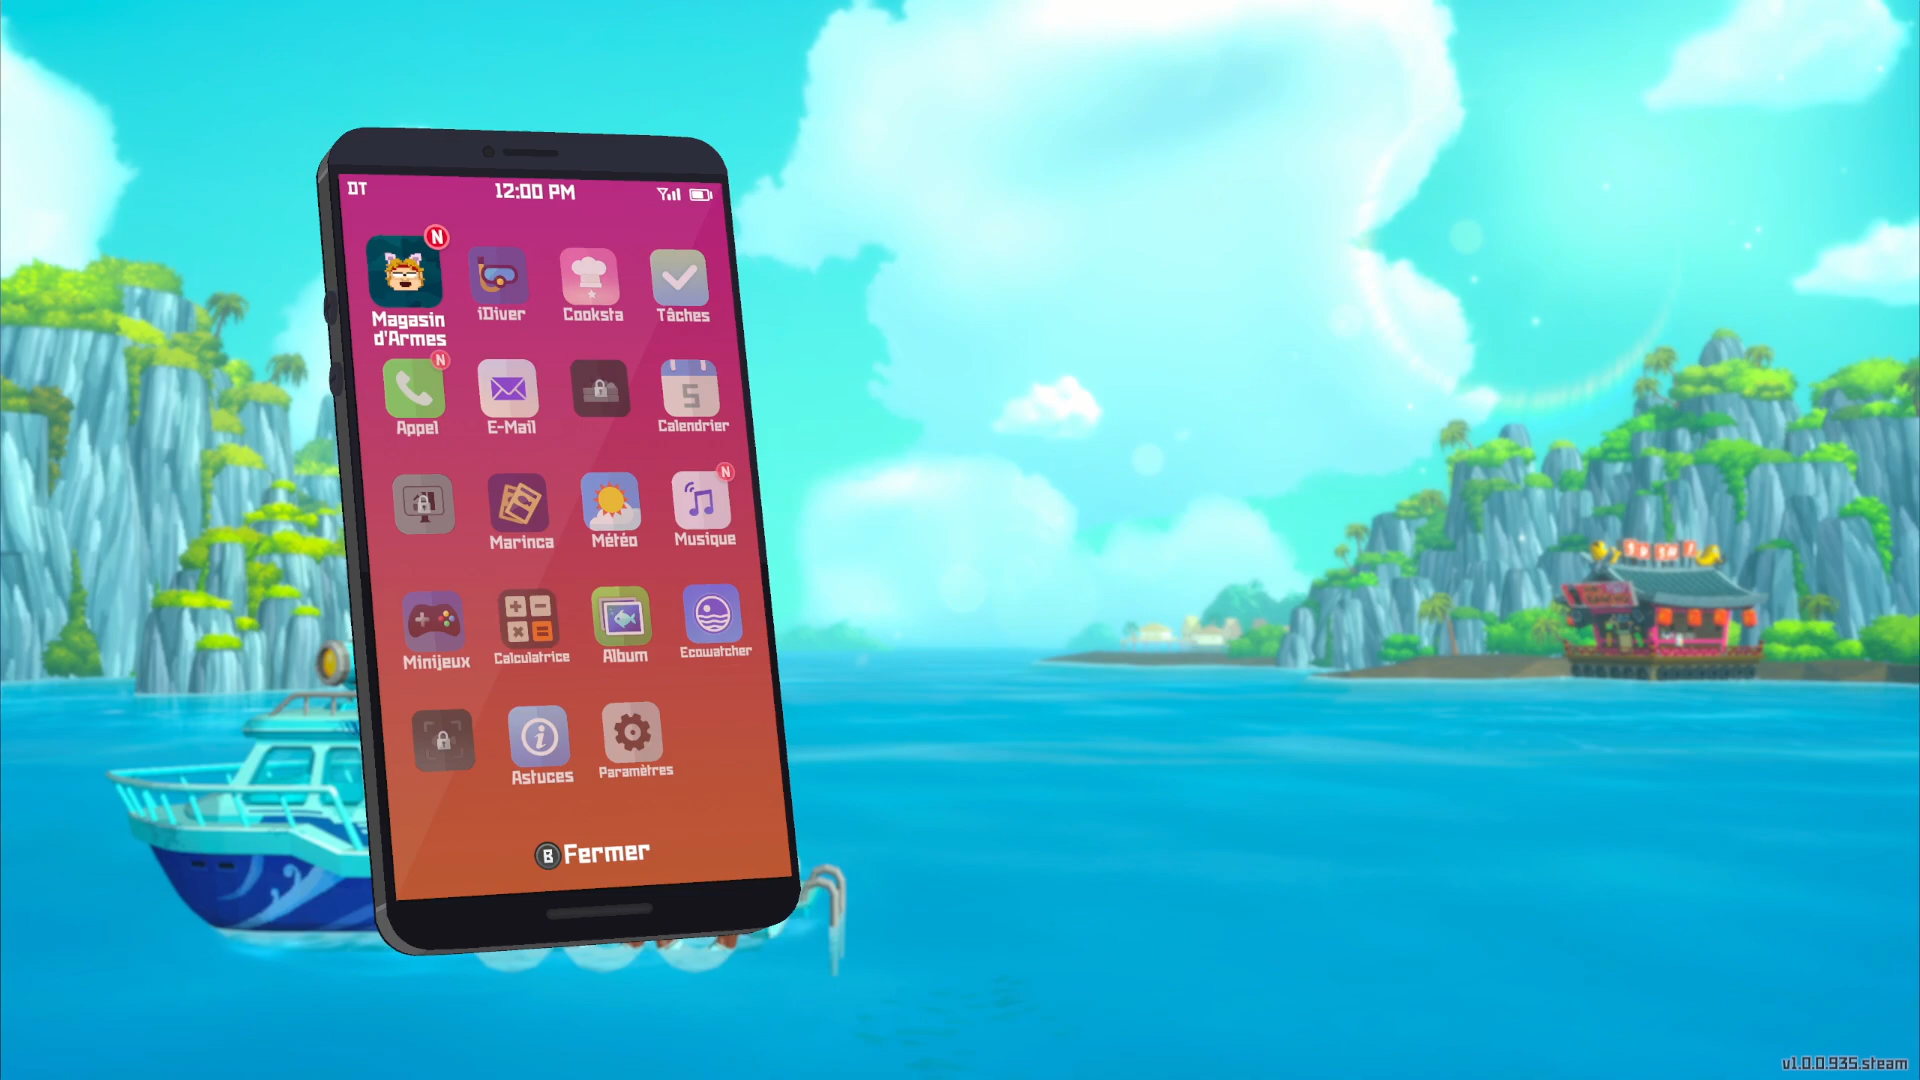 DT
12:00 PM
N
Magasin
d'Armes
iDiver
Cooksta
Tâches
N
Appel
E-Mail
5
Calendrier
Marinca
Météo
N
Musique
Minijeux
Calculatrice
Album
Ecowatcher
Astuces
Paramètres
B Fermer
v1.0.0.935.steam